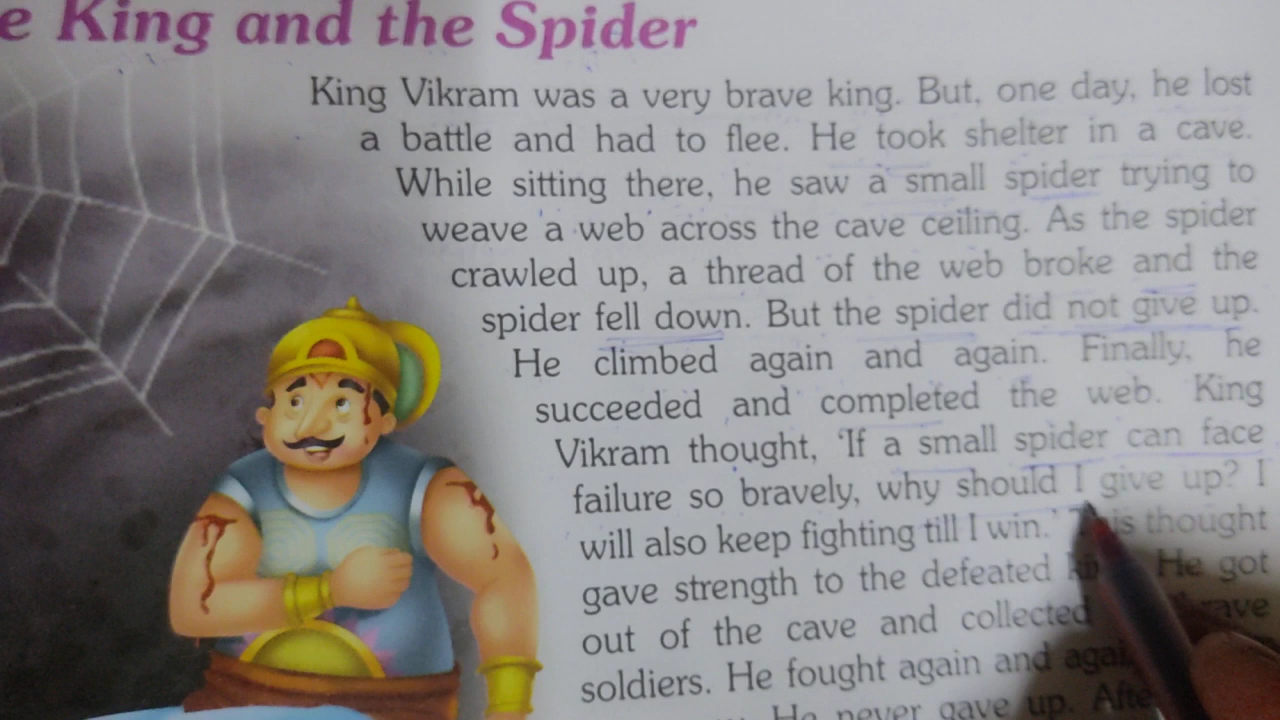 e King and the Spider
King Vikram was a very brave king. But, one day, he lost
a battle and had to flee. He took shelter in a cave.
While sitting there, he saw a small spider trying to
weave a web across the cave ceiling. As the spider
crawled up, a thread of the web broke and the
spider fell down. But the spider did not give up.
He climbed again and again. Finally, he
succeeded and completed the web. King
Vikram thought, 'If a small spider can face
failure so bravely, why should I give up? I
will also keep fighting till I win.' is thought
gave strength to the defeated He got
out of the cave and collected
soldiers. He fought again and
He never gave up.